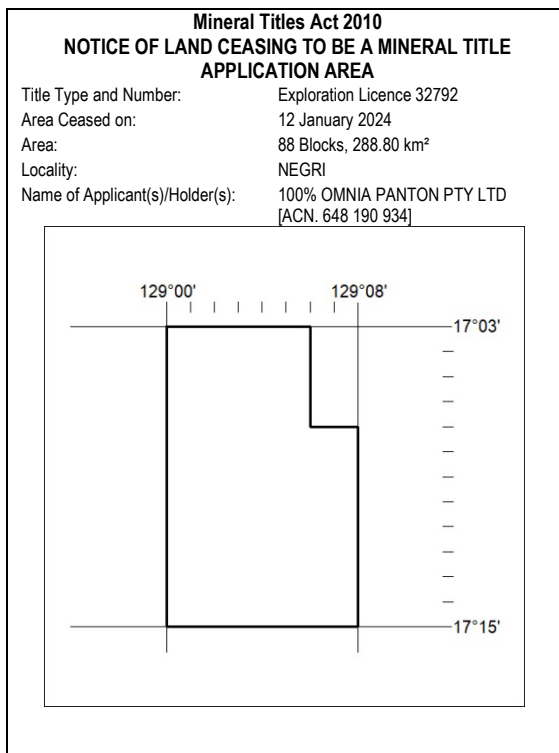 Mineral Titles Act 2010
NOTICE OF LAND CEASING TO BE A MINERAL TITLE
APPLICATION AREA
Title Type and Number: Exploration Licence 32792
Area Ceased on: 12 January 2024
Area: 88 Blocks, 288.80 km²
Locality: NEGRI
Name of Applicant(s)/Holder(s): 100% OMNIA PANTON PTY LTD
[ACN. 648 190 934]
129°00' 129°08'
17°03'
17°15'